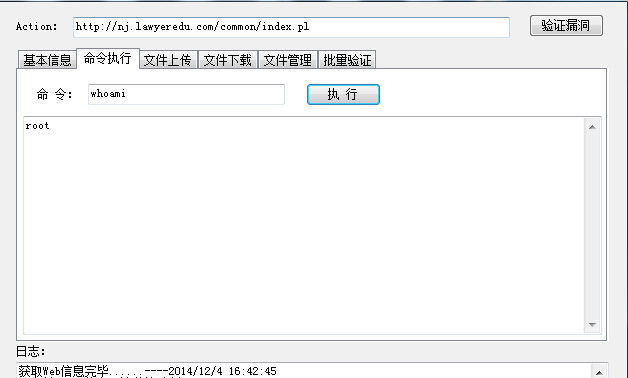 Action: http://nj.lawyeredu.com/common/index.pl 验证漏洞
基本信息 命令执行 文件上传 文件下载 文件管理 批量验证
命 令: whoami 执 行
root
日志:
获取Web信息完毕......----2014/12/4 16:42:45